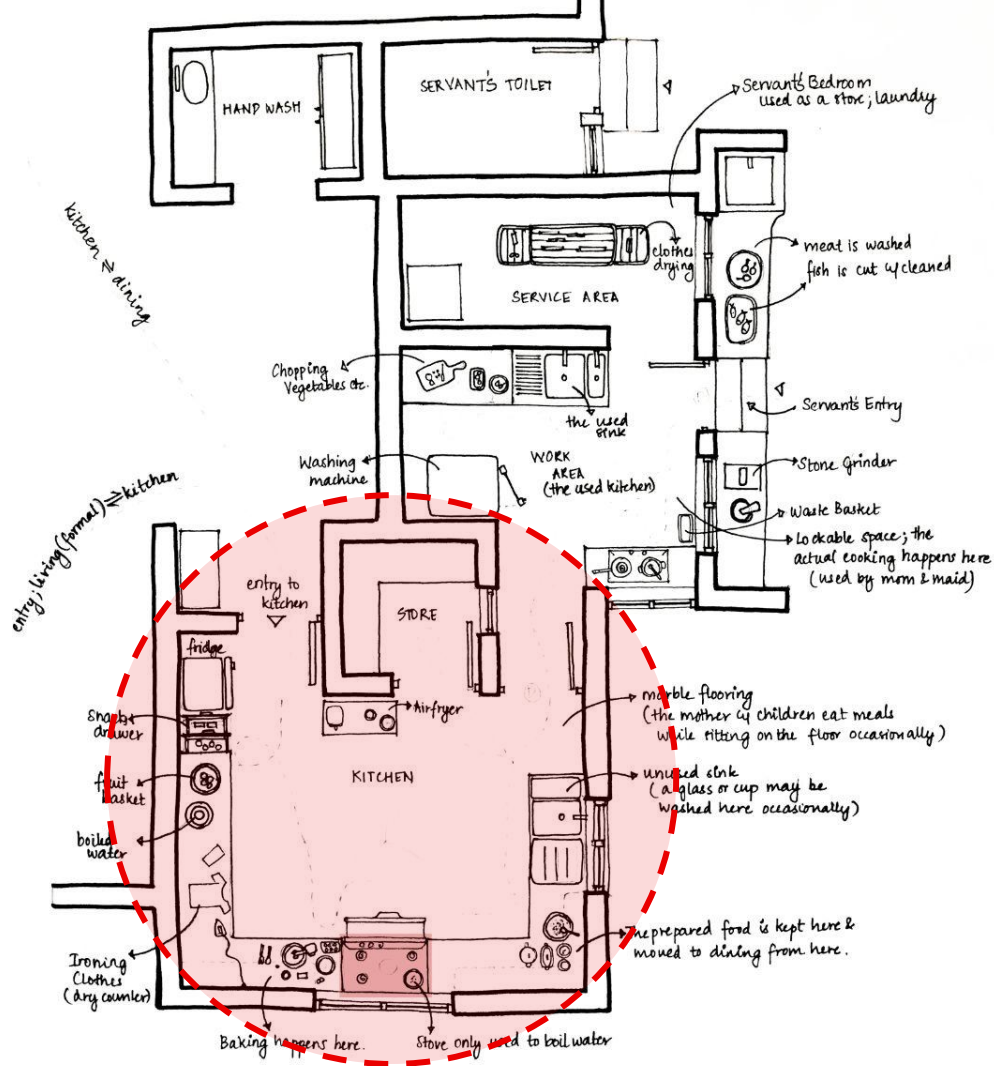 HAND WASH
SERVANT'S TOILET
Servant's Bedroom
used as a store; laundry
kitchen ⇌ dining
clothes
drying
SERVICE AREA
meat is washed
fish is cut & cleaned
Chopping
Vegetables etc.
the used
sink
Servant's Entry
Washing
machine
WORK
AREA
(the used kitchen)
Stone Grinder
Waste Basket
Lockable space; the
actual cooking happens here
(used by mom & maid)
entry; living (formal) ⇌ kitchen
entry to
kitchen
STORE
fridge
Snack
drawer
Airfryer
marble flooring
(the mother & children eat meals
while sitting on the floor occasionally)
KITCHEN
fruit
basket
unused sink
(a glass or cup may be
washed here occasionally)
boiled
water
The prepared food is kept here &
moved to dining from here.
Ironing
Clothes
(dry counter)
Baking happens here.
Stove only used to boil water